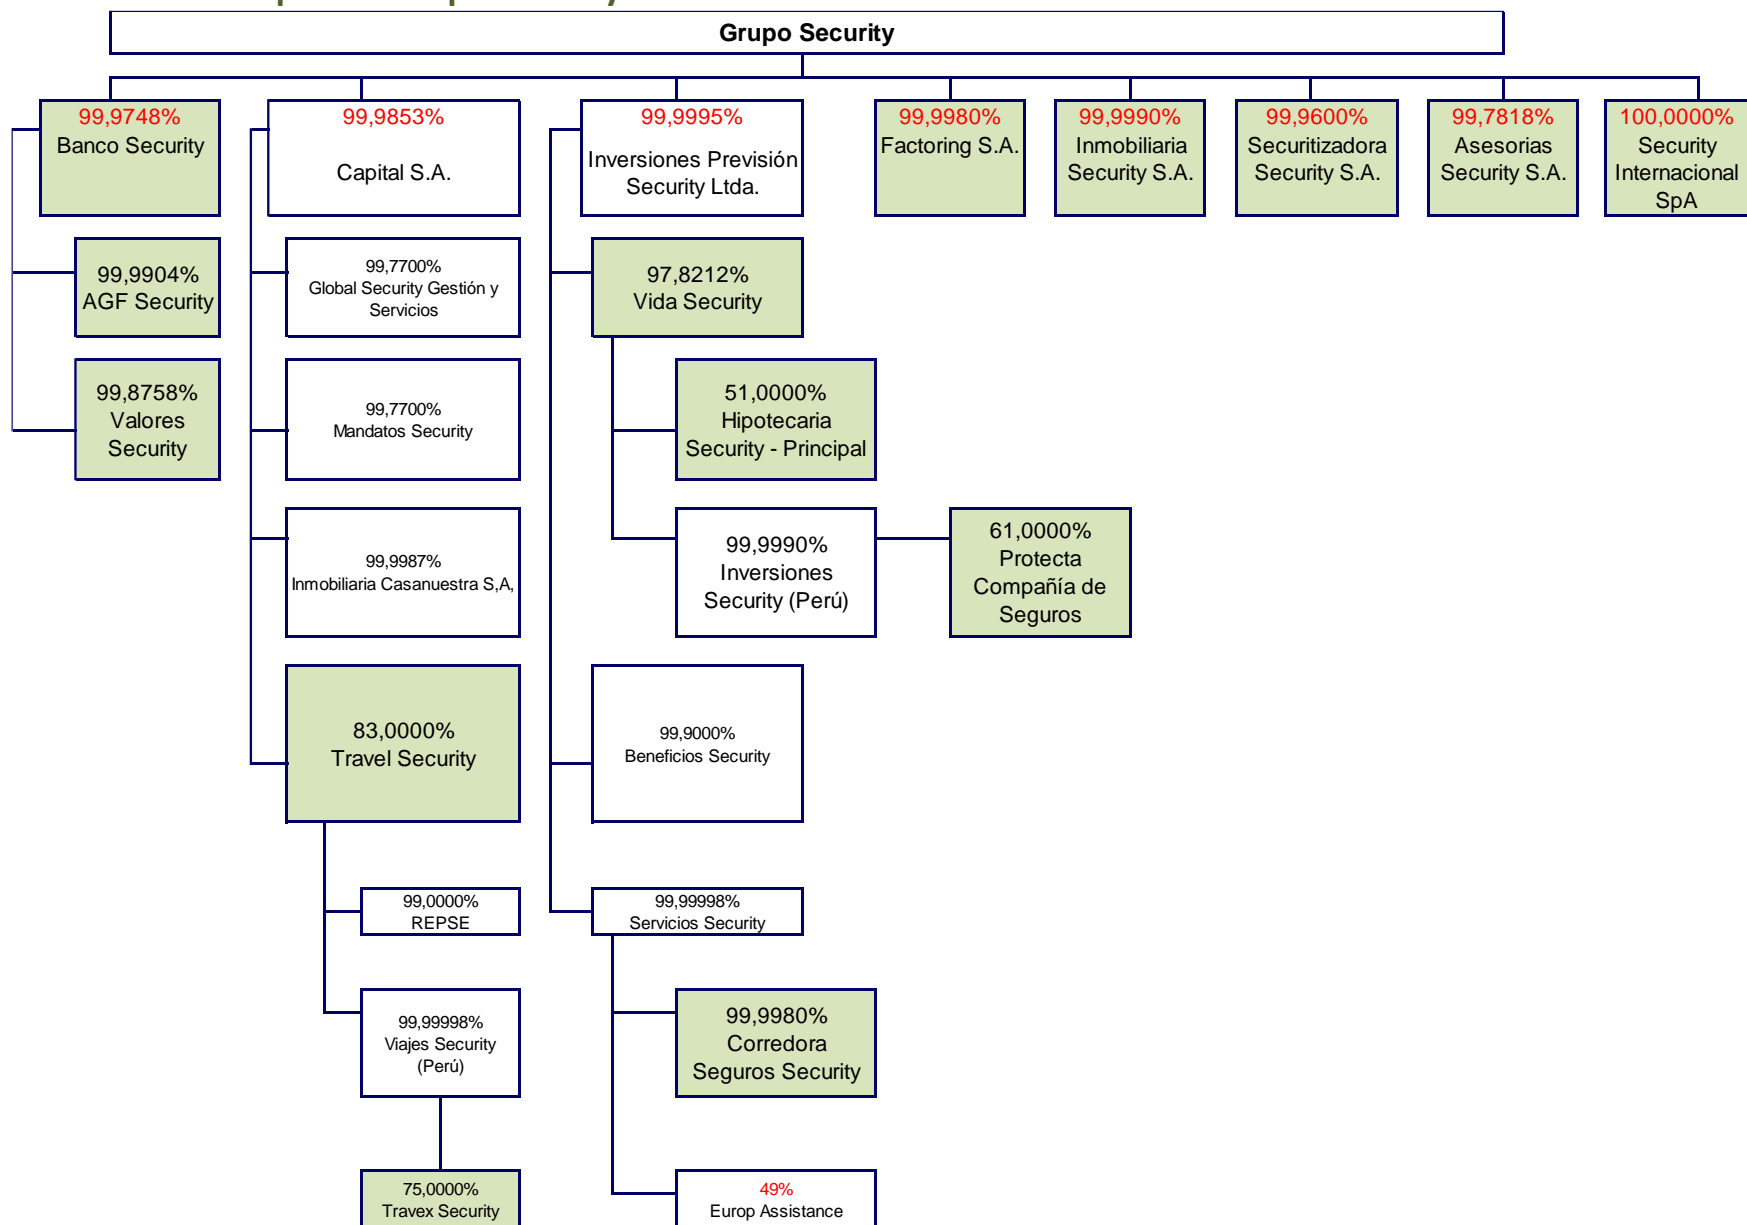 Grupo Security
99,9748%
Banco Security
99,9853%
Capital S.A.
99,9995%
Inversiones Previsión
Security Ltda.
99,9980%
Factoring S.A.
99,9990%
Inmobiliaria
Security S.A.
99,9600%
Securitizadora
Security S.A.
99,7818%
Asesorias
Security S.A.
100,0000%
Security
Internacional
SpA
99,9904%
AGF Security
99,7700%
Global Security Gestión y
Servicios
97,8212%
Vida Security
99,8758%
Valores
Security
99,7700%
Mandatos Security
51,0000%
Hipotecaria
Security - Principal
99,9987%
Inmobiliaria Casanuestra S,A,
99,9990%
Inversiones
Security (Perú)
61,0000%
Protecta
Compañía de
Seguros
83,0000%
Travel Security
99,9000%
Beneficios Security
99,0000%
REPSE
99,99998%
Servicios Security
99,99998%
Viajes Security
(Perú)
99,9980%
Corredora
Seguros Security
75,0000%
Travex Security
49%
Europ Assistance